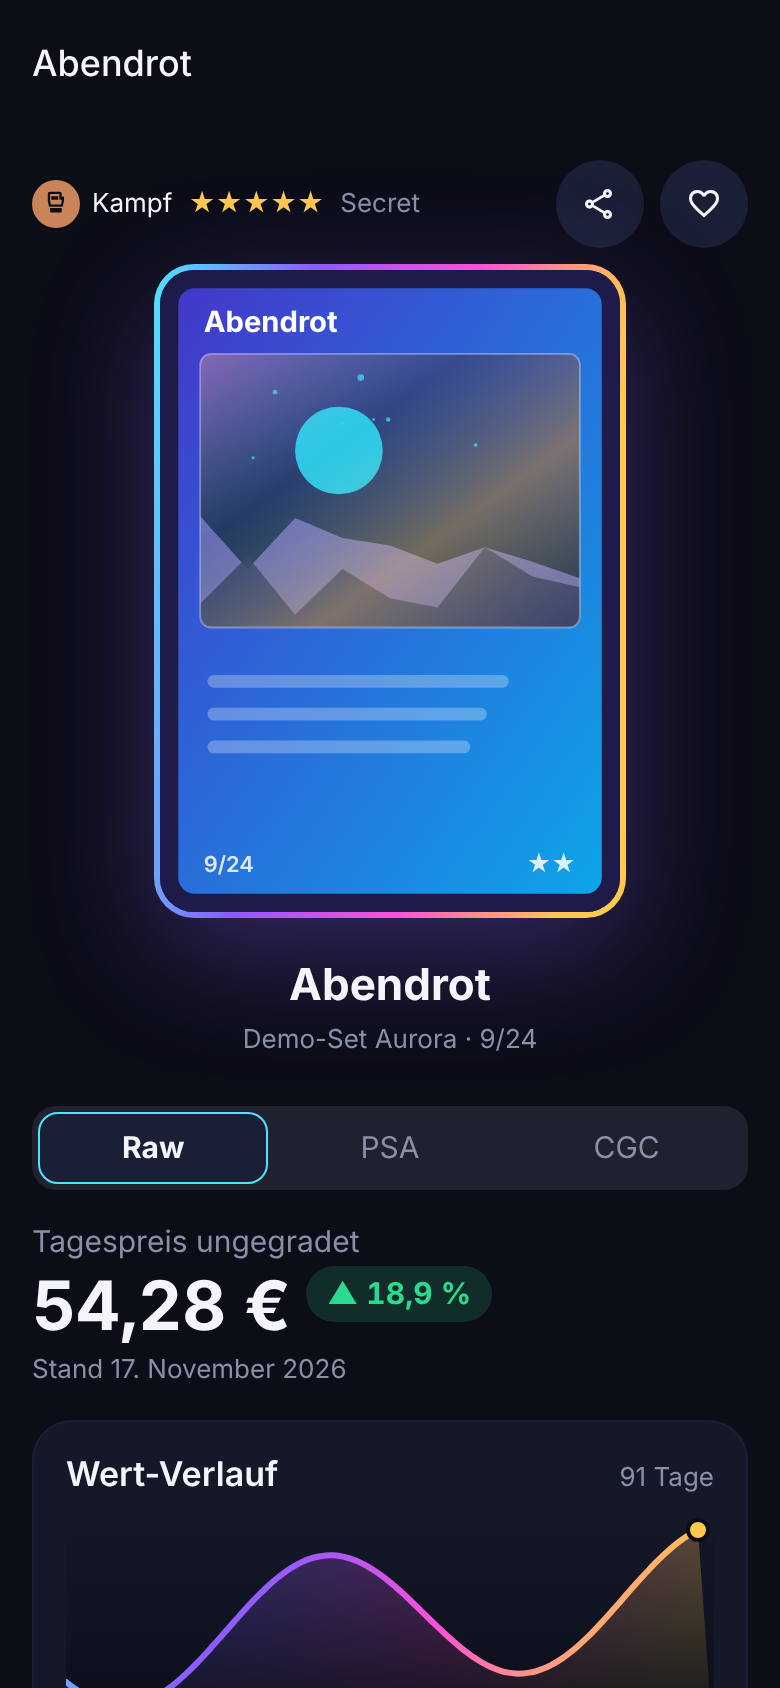 Abendrot
Kampf ★★★★★ Secret
Abendrot
9/24 ★★
Abendrot
Demo-Set Aurora · 9/24
Raw PSA CGC
Tagespreis ungegradet
54,28 € ▲ 18,9 %
Stand 17. November 2026
Wert-Verlauf 91 Tage